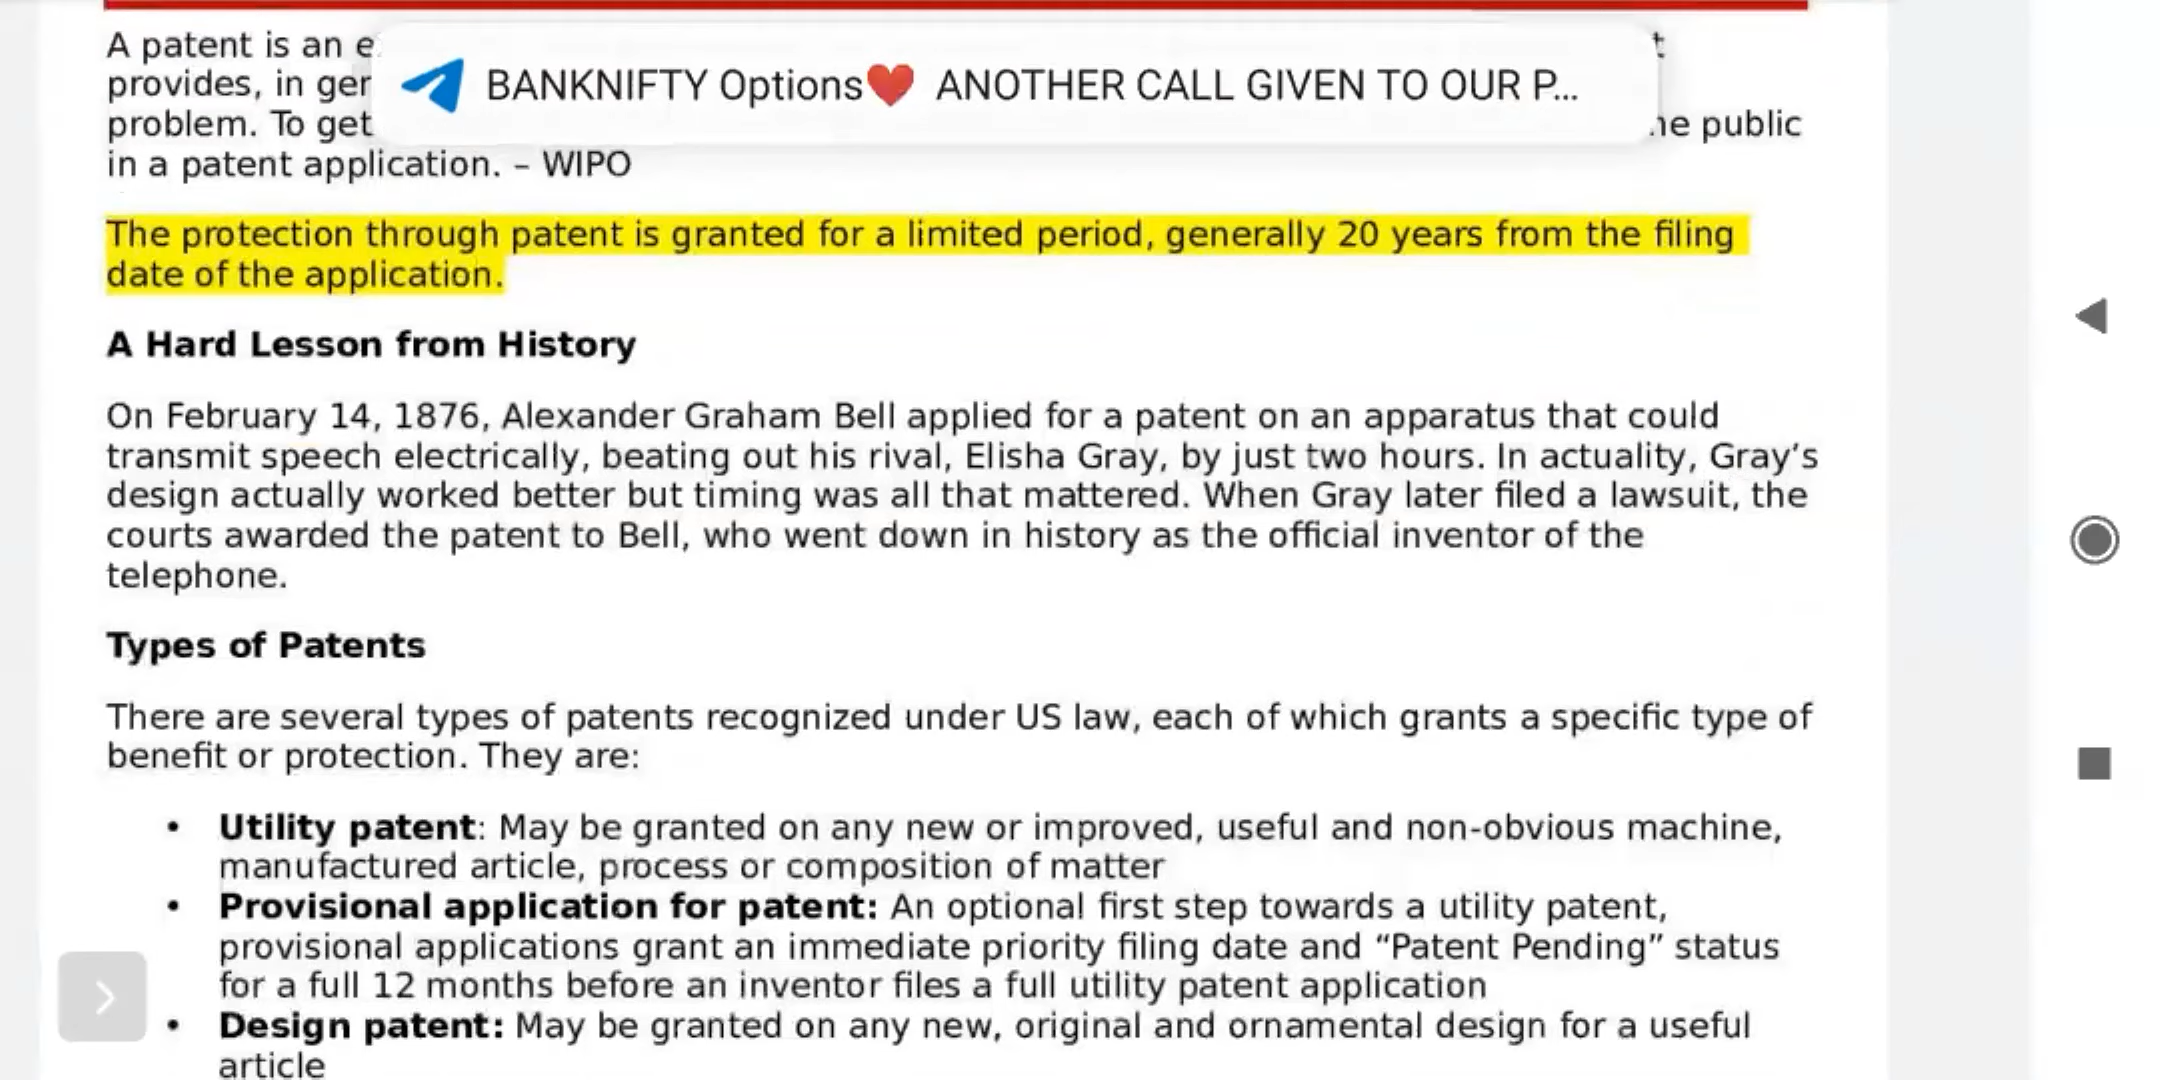 A patent is an e
BANKNIFTY Options❤️ ANOTHER CALL GIVEN TO OUR P...
provides, in ger
problem. To get he public
in a patent application. – WIPO
The protection through patent is granted for a limited period, generally 20 years from the filing
date of the application.
A Hard Lesson from History
On February 14, 1876, Alexander Graham Bell applied for a patent on an apparatus that could
transmit speech electrically, beating out his rival, Elisha Gray, by just two hours. In actuality, Gray’s
design actually worked better but timing was all that mattered. When Gray later filed a lawsuit, the
courts awarded the patent to Bell, who went down in history as the official inventor of the
telephone.
Types of Patents
There are several types of patents recognized under US law, each of which grants a specific type of
benefit or protection. They are:
• Utility patent: May be granted on any new or improved, useful and non-obvious machine,
manufactured article, process or composition of matter
• Provisional application for patent: An optional first step towards a utility patent,
provisional applications grant an immediate priority filing date and “Patent Pending” status
for a full 12 months before an inventor files a full utility patent application
• Design patent: May be granted on any new, original and ornamental design for a useful
article